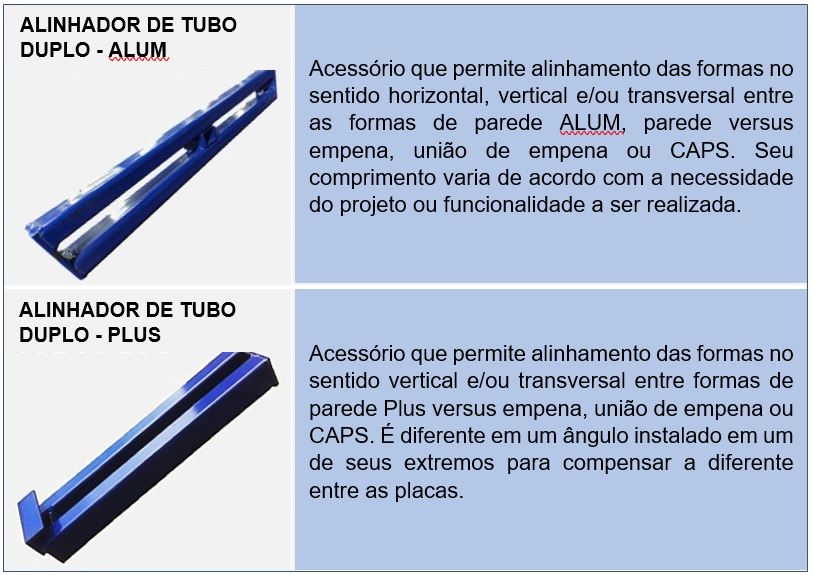 ALINHADOR DE TUBO
DUPLO - ALUM
Acessório que permite alinhamento das formas no
sentido horizontal, vertical e/ou transversal entre
as formas de parede ALUM, parede versus
empena, união de empena ou CAPS. Seu
comprimento varia de acordo com a necessidade
do projeto ou funcionalidade a ser realizada.
ALINHADOR DE TUBO
DUPLO - PLUS
Acessório que permite alinhamento das formas no
sentido vertical e/ou transversal entre formas de
parede Plus versus empena, união de empena ou
CAPS. É diferente em um ângulo instalado em um
de seus extremos para compensar a diferente
entre as placas.